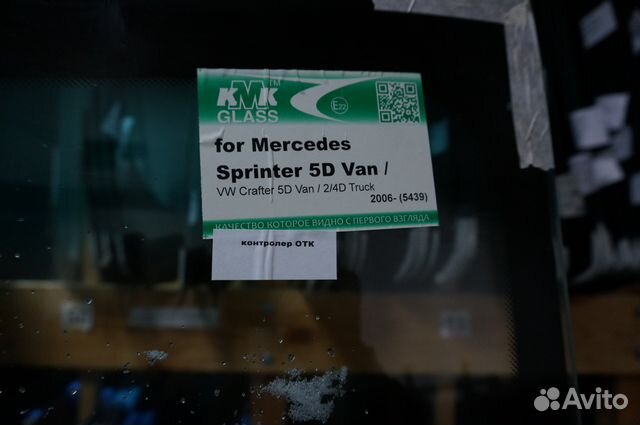 KMK TM
GLASS
E22
for Mercedes
Sprinter 5D Van /
VW Crafter 5D Van / 2/4D Truck
2006- (5439)
КАЧЕСТВО КОТОРОЕ ВИДНО С ПЕРВОГО ВЗГЛЯДА
контролер ОТК
Avito